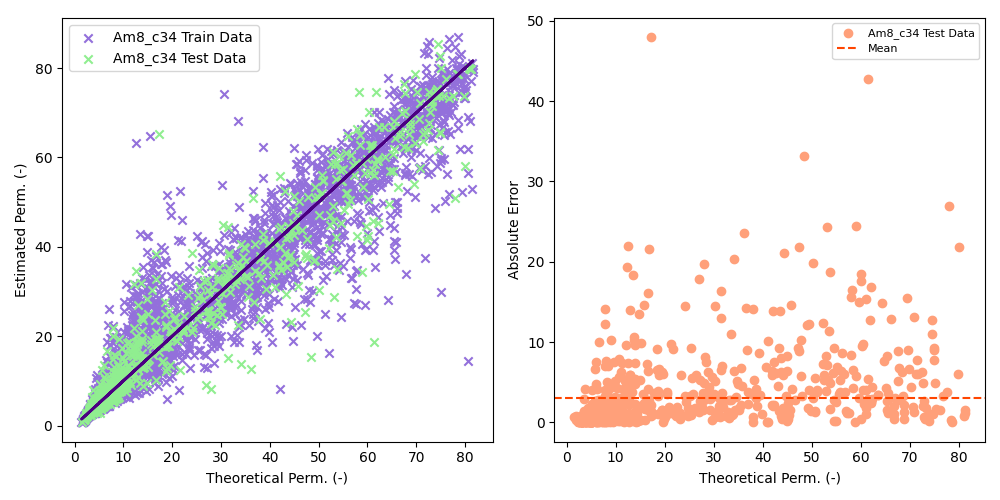 Am8_c34 Train Data
Am8_c34 Test Data
Estimated Perm. (-)
80
60
40
20
0
0 10 20 30 40 50 60 70 80
Theoretical Perm. (-)
Am8_c34 Test Data
Mean
Absolute Error
50
40
30
20
10
0
0 10 20 30 40 50 60 70 80
Theoretical Perm. (-)